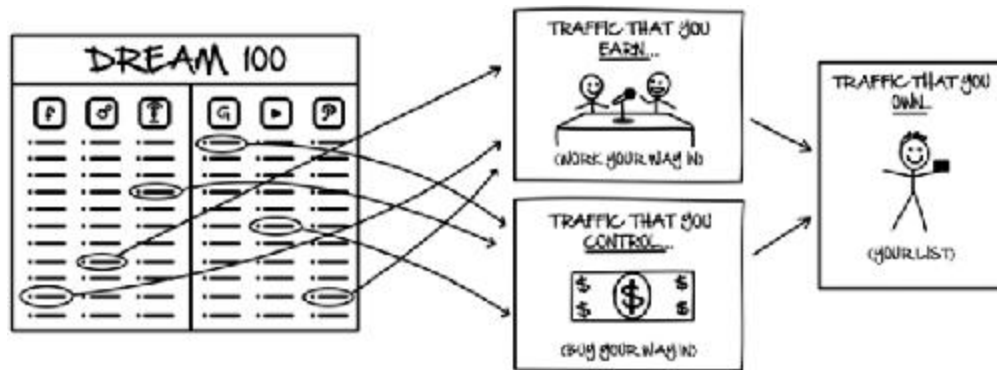 DREAM 100
TRAFFIC THAT YOU
EARN...
(WORK YOUR WAY IN)
TRAFFIC THAT YOU
CONTROL...
$ $ $
$ $
(BUY YOUR WAY IN)
TRAFFIC THAT YOU
OWN...
(YOUR LIST)